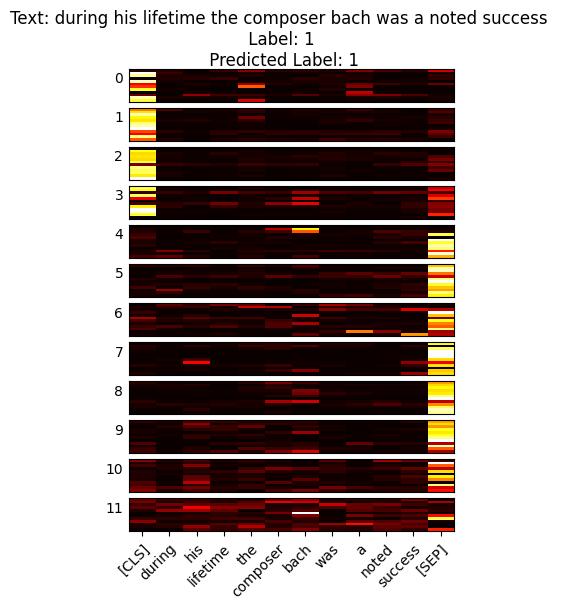 Text: during his lifetime the composer bach was a noted success
Label: 1
Predicted Label: 1
0
1
2
3
4
5
6
7
8
9
10
11
[CLS]
during
his
lifetime
the
composer
bach
was
a
noted
success
[SEP]